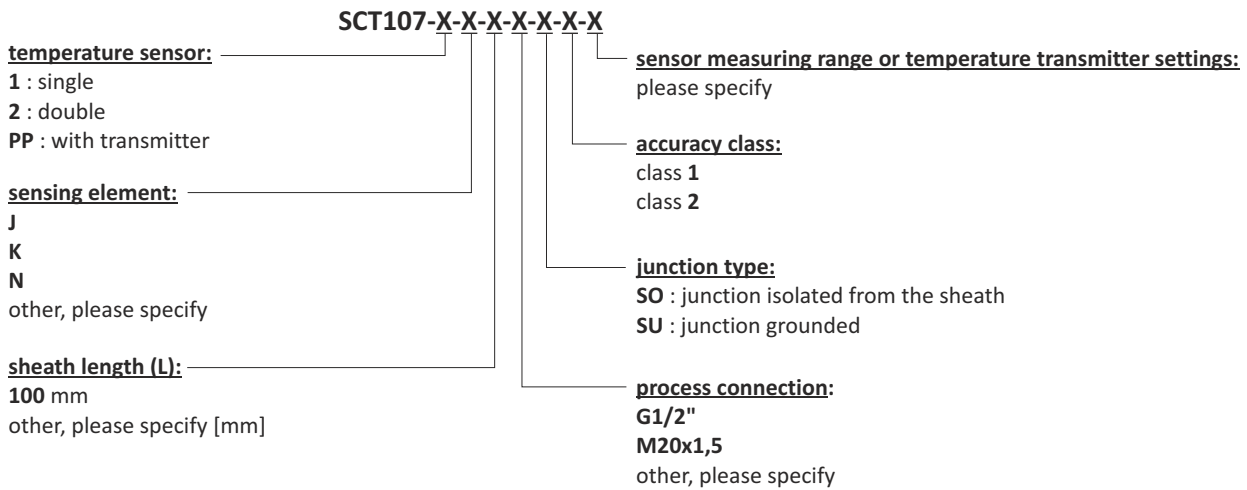 SCT107-X-X-X-X-X-X-X
temperature sensor:
1 : single
2 : double
PP : with transmitter
sensing element:
J
K
N
other, please specify
sheath length (L):
100 mm
other, please specify [mm]
sensor measuring range or temperature transmitter settings:
please specify
accuracy class:
class 1
class 2
junction type:
SO : junction isolated from the sheath
SU : junction grounded
process connection:
G1/2"
M20x1,5
other, please specify